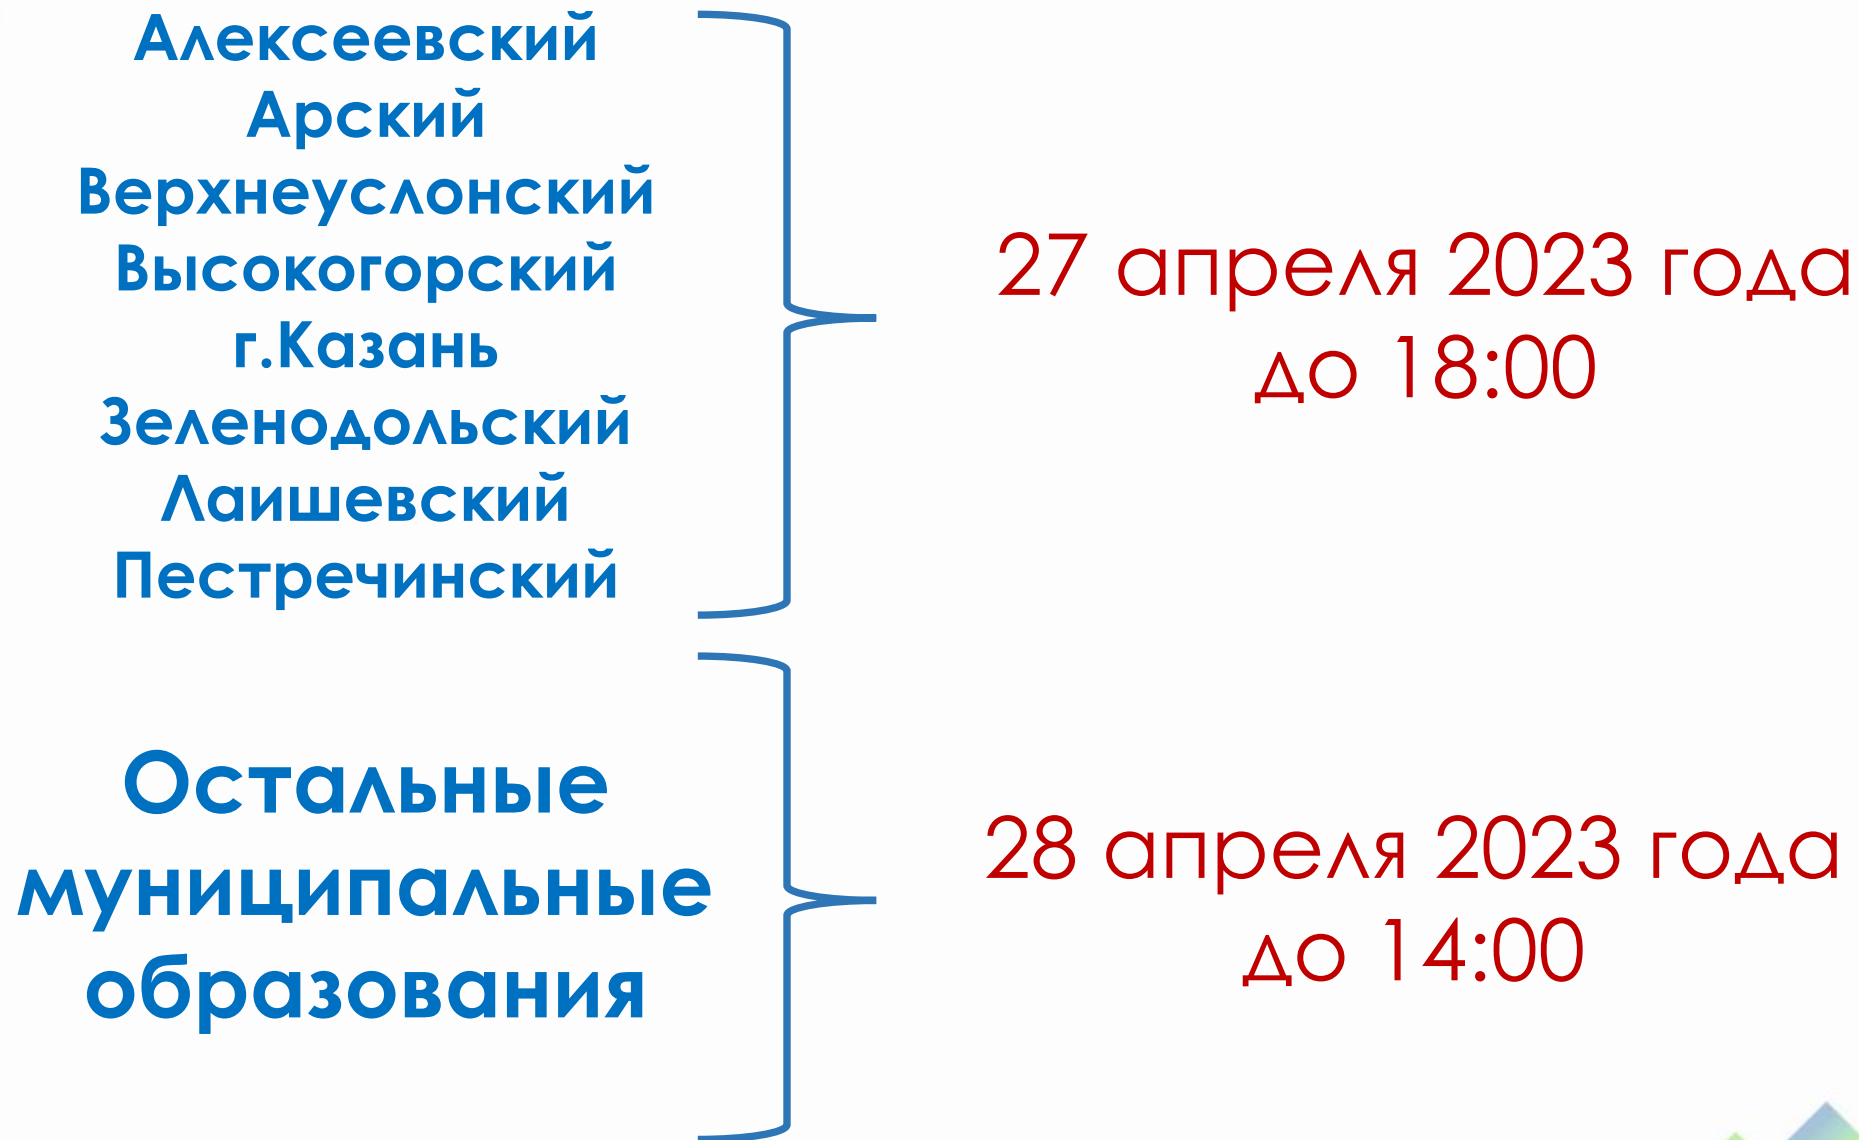 Алексеевский
Арский
Верхнеуслонский
Высокогорский
г.Казань
Зеленодольский
Лаишевский
Пестречинский
27 апреля 2023 года
до 18:00
Остальные
муниципальные
образования
28 апреля 2023 года
до 14:00